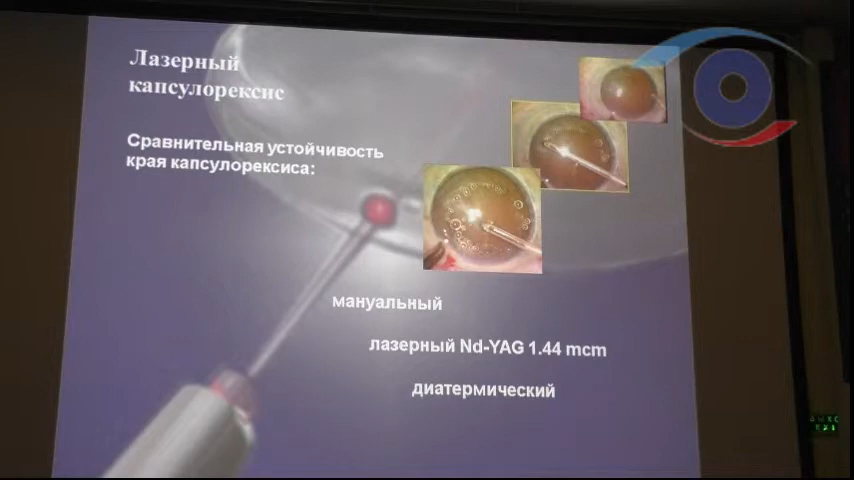 Лазерный
капсулорексис
Сравнительная устойчивость
края капсулорексиса:
мануальный
лазерный Nd-YAG 1.44 mcm
диатермический